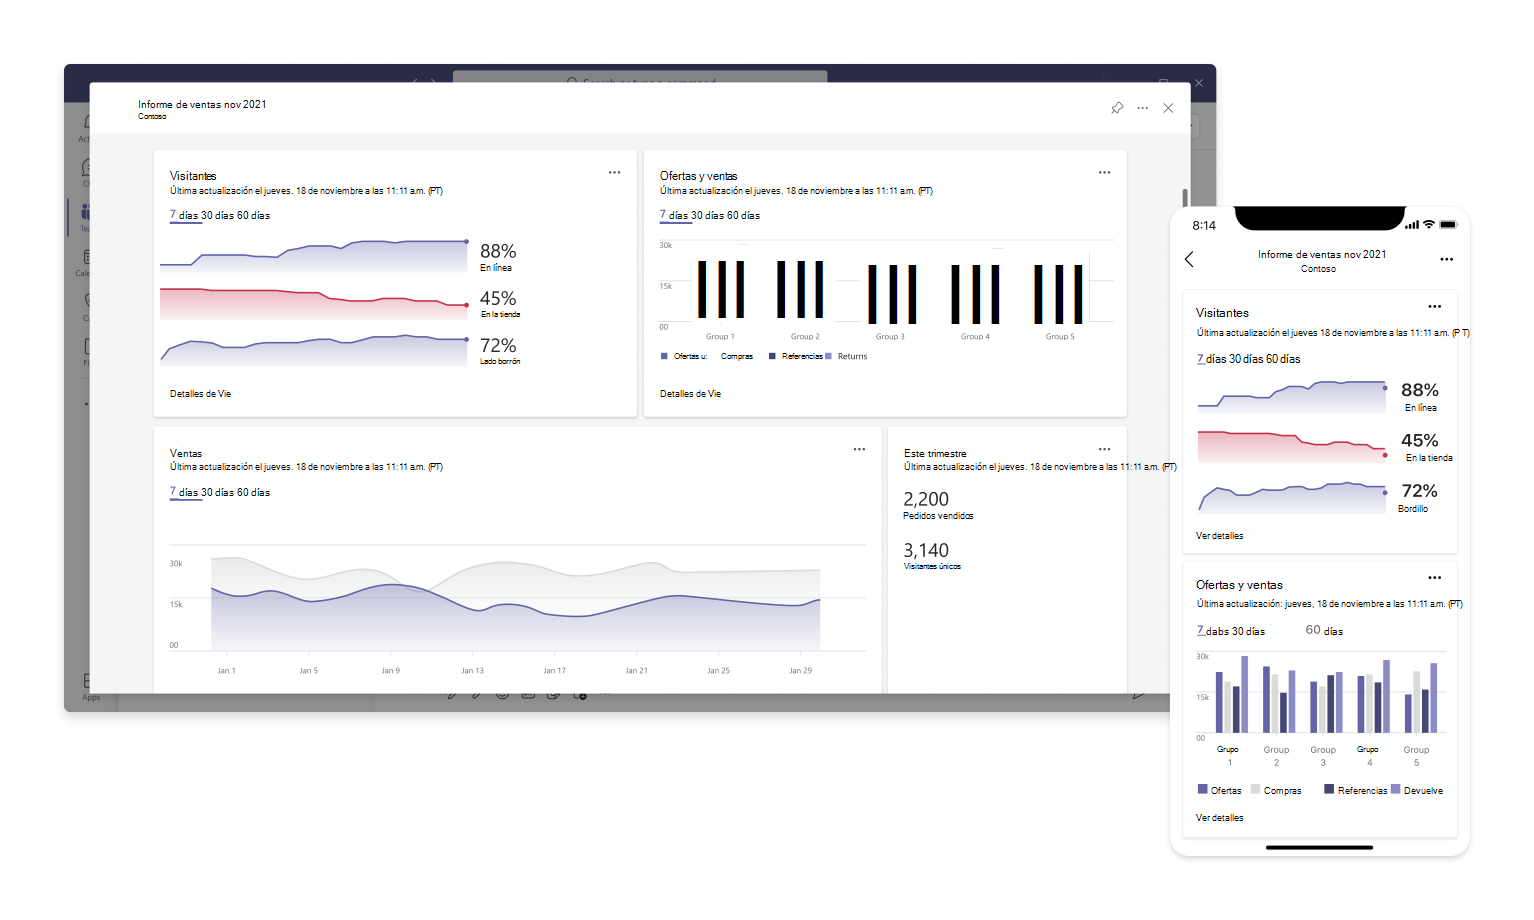 Informe de ventas nov 2021
Contoso
Visitantes
Última actualización el jueves. 18 de noviembre a las 11:11 a.m. (PT)
7 días 30 días 60 días
88%
En línea
45%
En la tienda
72%
Lado borrón
Detalles de Vie
Ofertas y ventas
Última actualización el jueves. 18 de noviembre a las 11:11 a.m. (PT)
7 días 30 días 60 días
30k
15k
00
Group 1 Group 2 Group 3 Group 4 Group 5
Ofertas u: Compras Referencias Returns
Detalles de Vie
Ventas
Última actualización el jueves. 18 de noviembre a las 11:11 a.m. (PT)
7 días 30 días 60 días
30k
15k
00
Jan 1 Jan 5 Jan 9 Jan 13 Jan 17 Jan 21 Jan 25 Jan 29
Este trimestre
Última actualización el jueves. 18 de noviembre a las 11:11 a.m. (PT)
2,200
Pedidos vendidos
3,140
Visitantes únicos
Apps
8:14
Informe de ventas nov 2021
Contoso
Visitantes
Última actualización el jueves 18 de noviembre a las 11:11 a.m. (P T)
7 días 30 días 60 días
88%
En línea
45%
En la tienda
72%
Bordillo
Ver detalles
Ofertas y ventas
Última actualización: jueves, 18 de noviembre a las 11:11 a.m. (PT)
7 dabs 30 días 60 días
30k
15k
00
Grupo 1 Group 2 Group 3 Grupo 4 Group 5
Ofertas Compras Referencias Devuelve
Ver detalles